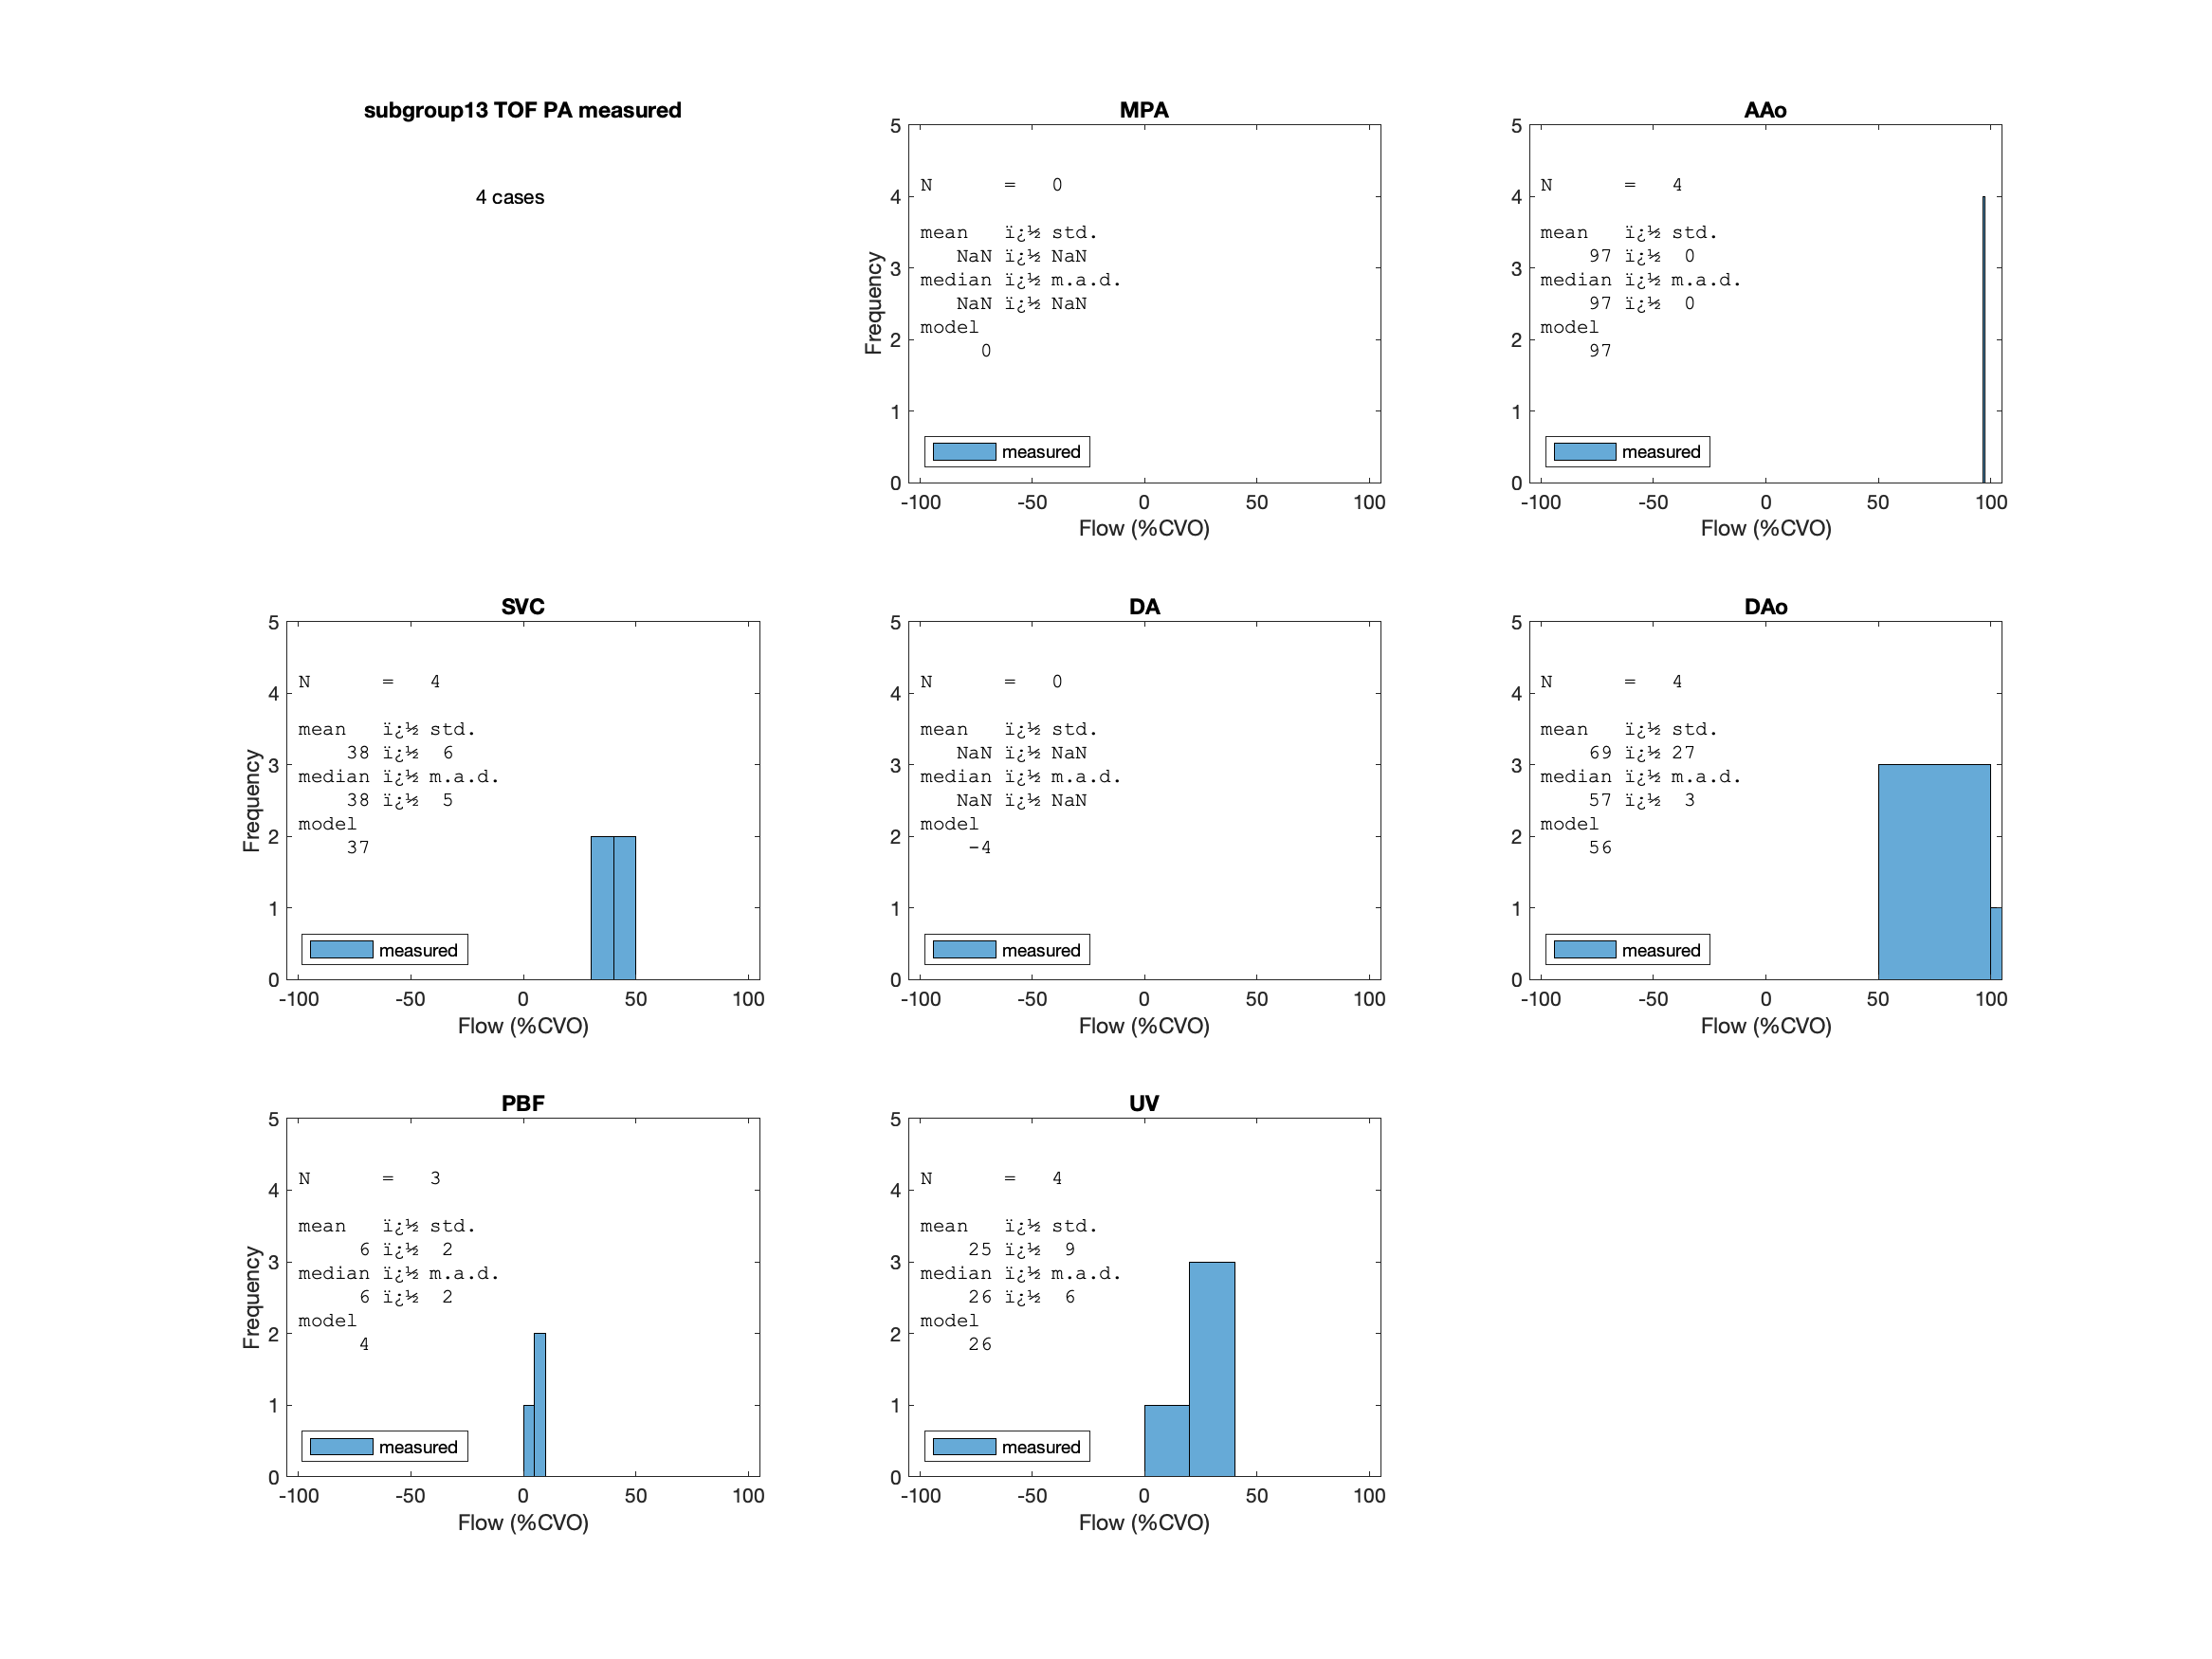 subgroup13 TOF PA measured
4 cases
MPA
5
4
3
2
1
0
Frequency
N = 0
mean ï¿½ std.
NaN ï¿½ NaN
median ï¿½ m.a.d.
NaN ï¿½ NaN
model
0
measured
-100 -50 0 50 100
Flow (%CVO)
AAo
5
4
3
2
1
0
N = 4
mean ï¿½ std.
97 ï¿½ 0
median ï¿½ m.a.d.
97 ï¿½ 0
model
97
measured
-100 -50 0 50 100
Flow (%CVO)
SVC
5
4
3
2
1
0
Frequency
N = 4
mean ï¿½ std.
38 ï¿½ 6
median ï¿½ m.a.d.
38 ï¿½ 5
model
37
measured
-100 -50 0 50 100
Flow (%CVO)
DA
5
4
3
2
1
0
N = 0
mean ï¿½ std.
NaN ï¿½ NaN
median ï¿½ m.a.d.
NaN ï¿½ NaN
model
-4
measured
-100 -50 0 50 100
Flow (%CVO)
DAo
5
4
3
2
1
0
N = 4
mean ï¿½ std.
69 ï¿½ 27
median ï¿½ m.a.d.
57 ï¿½ 3
model
56
measured
-100 -50 0 50 100
Flow (%CVO)
PBF
5
4
3
2
1
0
Frequency
N = 3
mean ï¿½ std.
6 ï¿½ 2
median ï¿½ m.a.d.
6 ï¿½ 2
model
4
measured
-100 -50 0 50 100
Flow (%CVO)
UV
5
4
3
2
1
0
N = 4
mean ï¿½ std.
25 ï¿½ 9
median ï¿½ m.a.d.
26 ï¿½ 6
model
26
measured
-100 -50 0 50 100
Flow (%CVO)